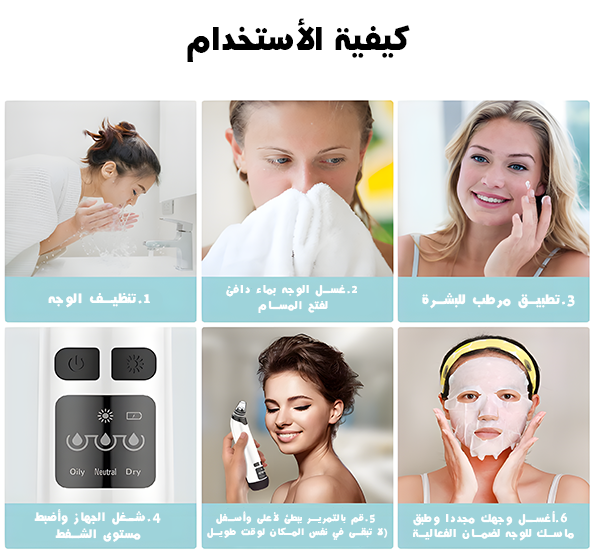 كيفية الأستخدام
1.تنظيف الوجه
2.غسل الوجه بماء دافئ
لفتح المسام
3.تطبيق مرطب للبشرة
Oily Neutral Dry
4.شغل الجهاز وأضبط
مستوى الشفط
5.قم بالتمرير ببطئ لأعلى وأسفل
(لا تبقى في نفس المكان لوقت طويل
6.أغسل وجهك مجددا وطبق
ماسك للوجه لضمان الفعالية